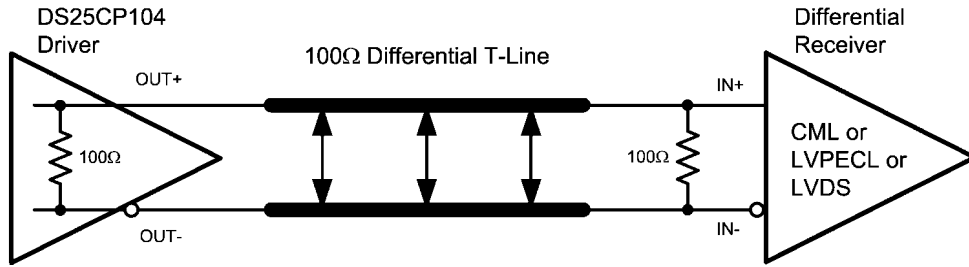 DS25CP104
Driver
Differential
Receiver
100Ω Differential T-Line
OUT+
IN+
100Ω
100Ω
CML or
LVPECL or
LVDS
OUT-
IN-